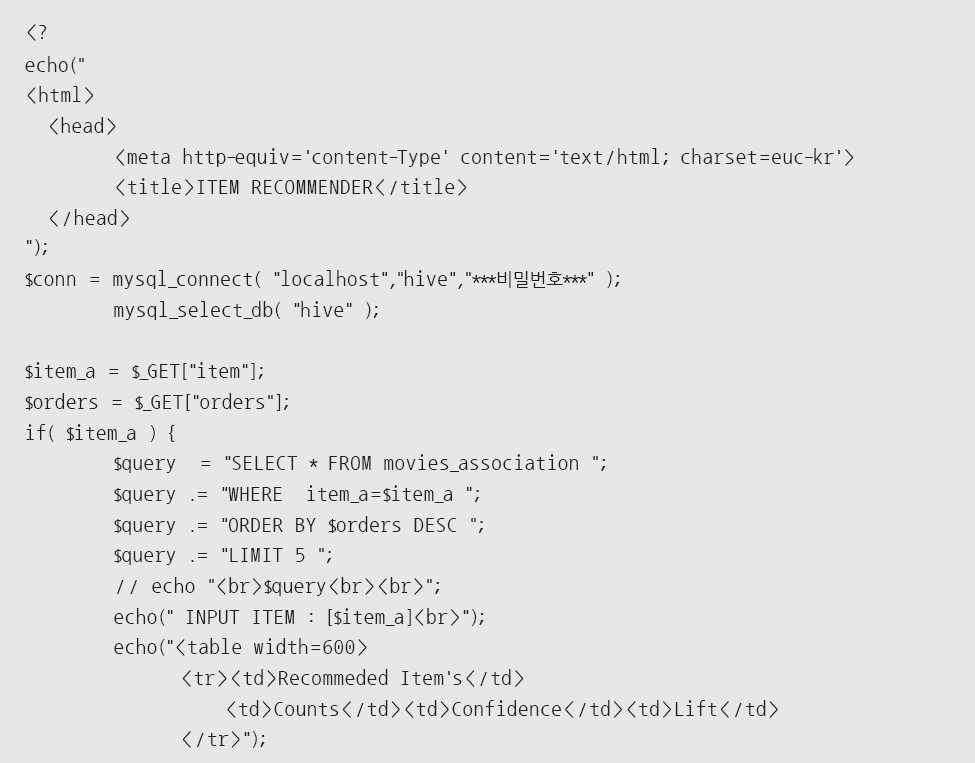 <?
echo("
<html>
  <head>
        <meta http-equiv='content-Type' content='text/html; charset=euc-kr'>
        <title>ITEM RECOMMENDER</title>
  </head>
");
$conn = mysql_connect( "localhost","hive","***비밀번호***" );
        mysql_select_db( "hive" );

$item_a = $_GET["item"];
$orders = $_GET["orders"];
if( $item_a ) {
        $query  = "SELECT * FROM movies_association ";
        $query .= "WHERE  item_a=$item_a ";
        $query .= "ORDER BY $orders DESC ";
        $query .= "LIMIT 5 ";
        // echo "<br>$query<br><br>";
        echo(" INPUT ITEM : [$item_a]<br>");
        echo("<table width=600>
              <tr><td>Recommeded Item's</td>
                  <td>Counts</td><td>Confidence</td><td>Lift</td>
              </tr>");